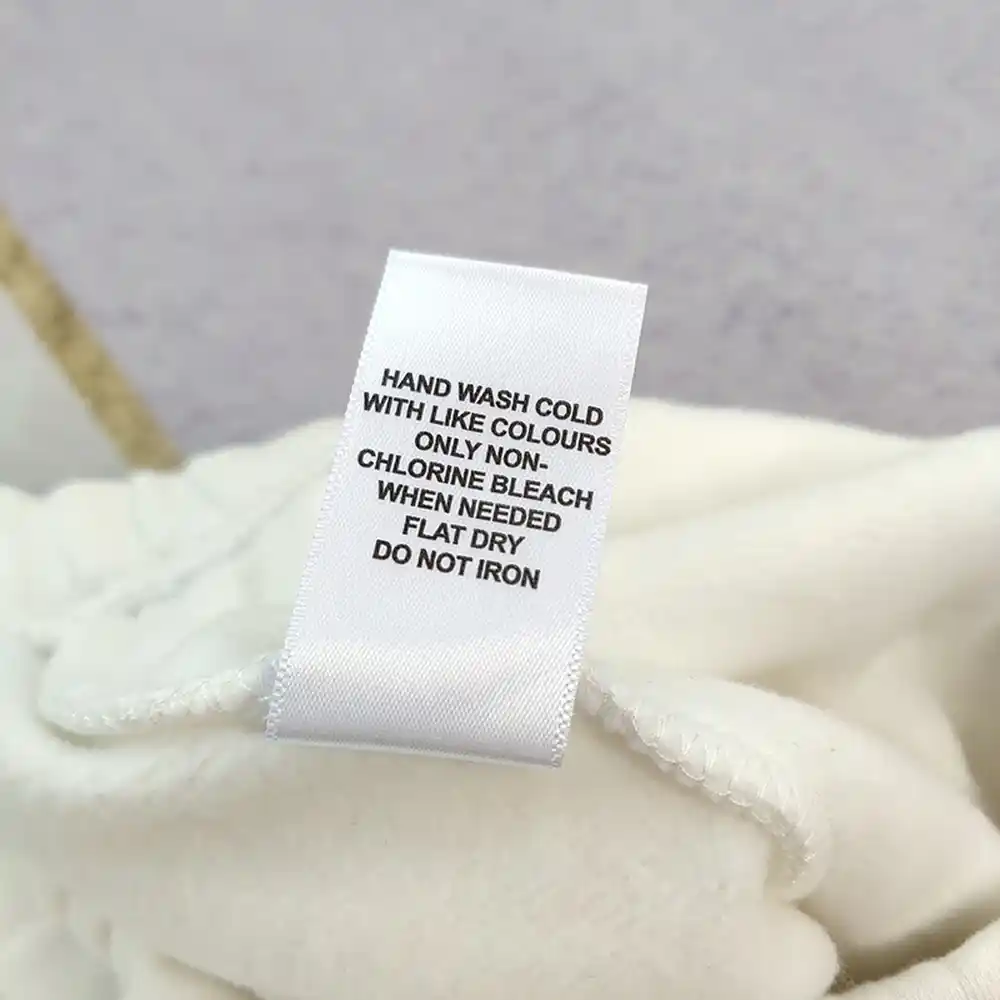 HAND WASH COLD
WITH LIKE COLOURS
ONLY NON-
CHLORINE BLEACH
WHEN NEEDED
FLAT DRY
DO NOT IRON